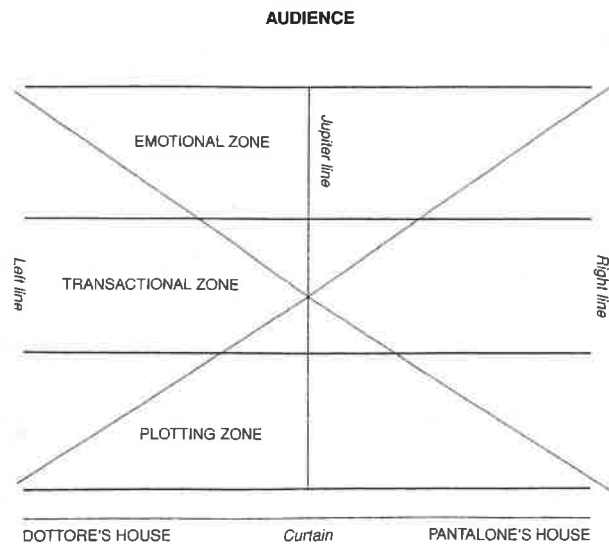 AUDIENCE
EMOTIONAL ZONE
Jupiter line
Left line
TRANSACTIONAL ZONE
Right line
PLOTTING ZONE
DOTTORE'S HOUSE
Curtain
PANTALONE'S HOUSE